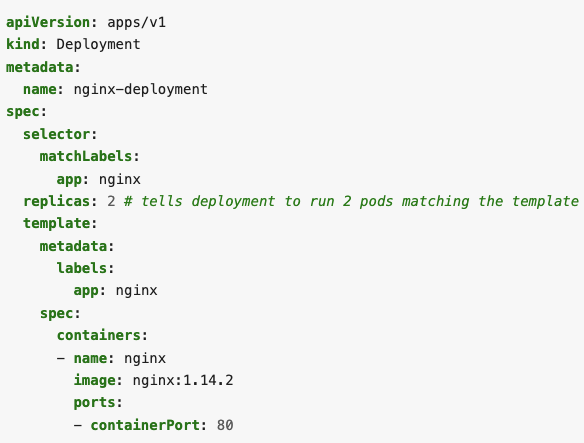 apiVersion: apps/v1
kind: Deployment
metadata:
  name: nginx-deployment
spec:
  selector:
    matchLabels:
      app: nginx
  replicas: 2 # tells deployment to run 2 pods matching the template
  template:
    metadata:
      labels:
        app: nginx
    spec:
      containers:
      - name: nginx
        image: nginx:1.14.2
        ports:
        - containerPort: 80